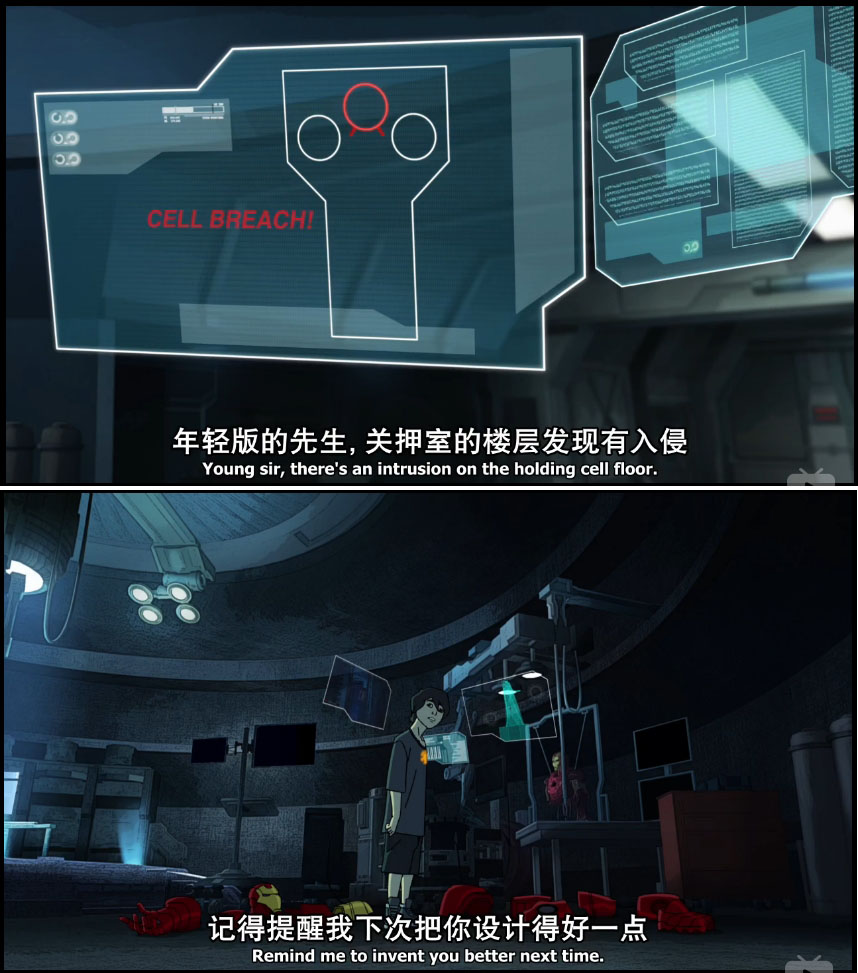 CELL BREACH!
年轻版的先生, 关押室的楼层发现有入侵
Young sir, there's an intrusion on the holding cell floor.
记得提醒我下次把你设计得好一点
Remind me to invent you better next time.